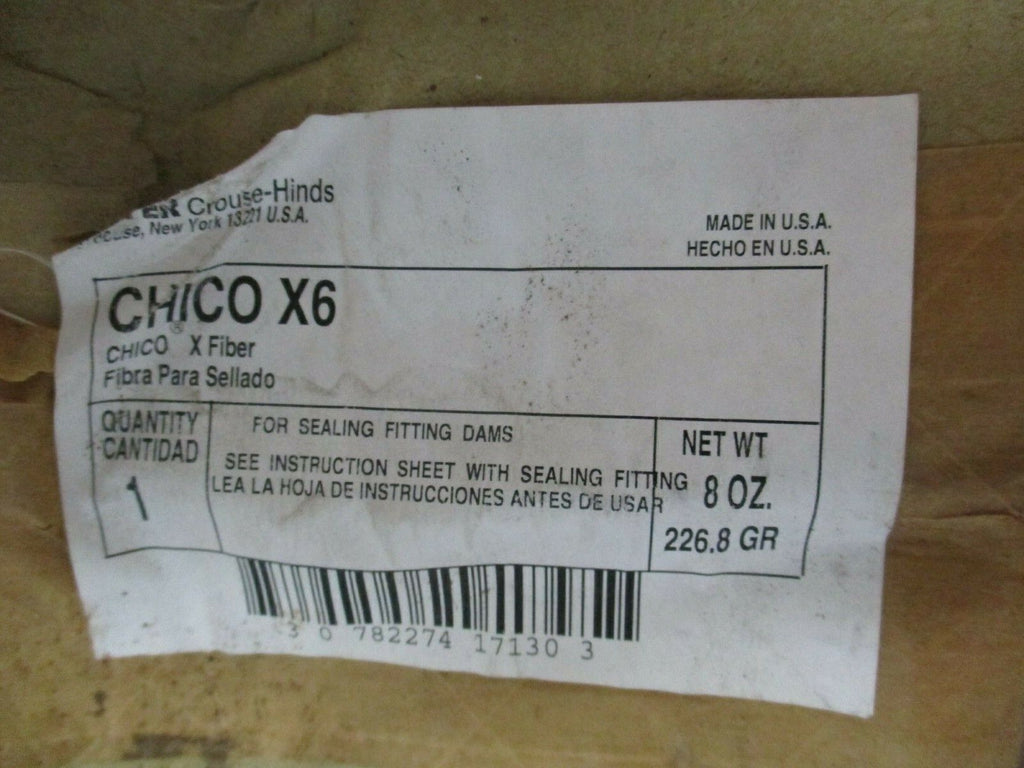 Crouse-Hinds
New York 13221 U.S.A.
MADE IN U.S.A.
HECHO EN U.S.A.
CHICO X6
®
CHICO X Fiber
Fibra Para Sellado
QUANTITY
CANTIDAD
1
FOR SEALING FITTING DAMS
SEE INSTRUCTION SHEET WITH SEALING FITTING
LEA LA HOJA DE INSTRUCCIONES ANTES DE USAR
NET WT
8 OZ.
226.8 GR
3 0 782274 17130 3